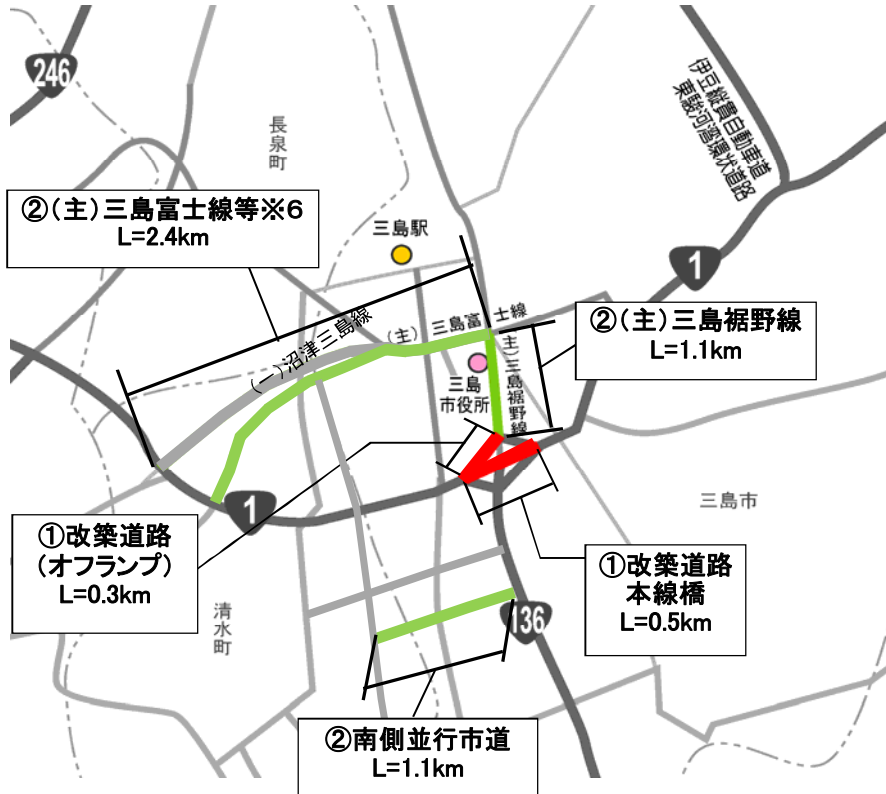 246
伊豆縦貫自動車道
東駿河湾環状道路
長泉町
②(主)三島富士線等※6
L=2.4km
三島駅
1
②(主)三島裾野線
L=1.1km
(一)沼津三島線
(主)三島富士線
(主)三島裾野線
三島
市役所
三島市
1
①改築道路
(オフランプ)
L=0.3km
①改築道路
本線橋
L=0.5km
清水町
136
②南側並行市道
L=1.1km